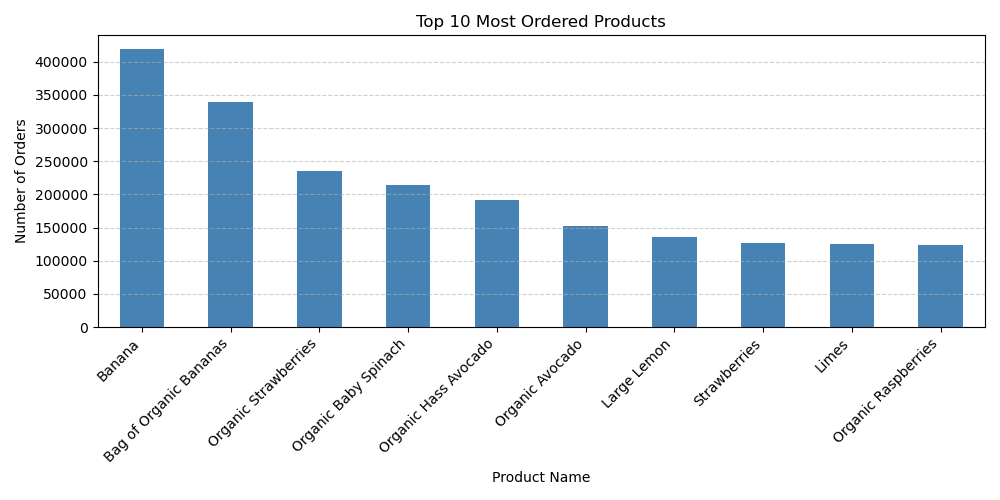 Top 10 Most Ordered Products
Number of Orders
400000
350000
300000
250000
200000
150000
100000
50000
0
Banana
Bag of Organic Bananas
Organic Strawberries
Organic Baby Spinach
Organic Hass Avocado
Organic Avocado
Large Lemon
Strawberries
Limes
Organic Raspberries
Product Name